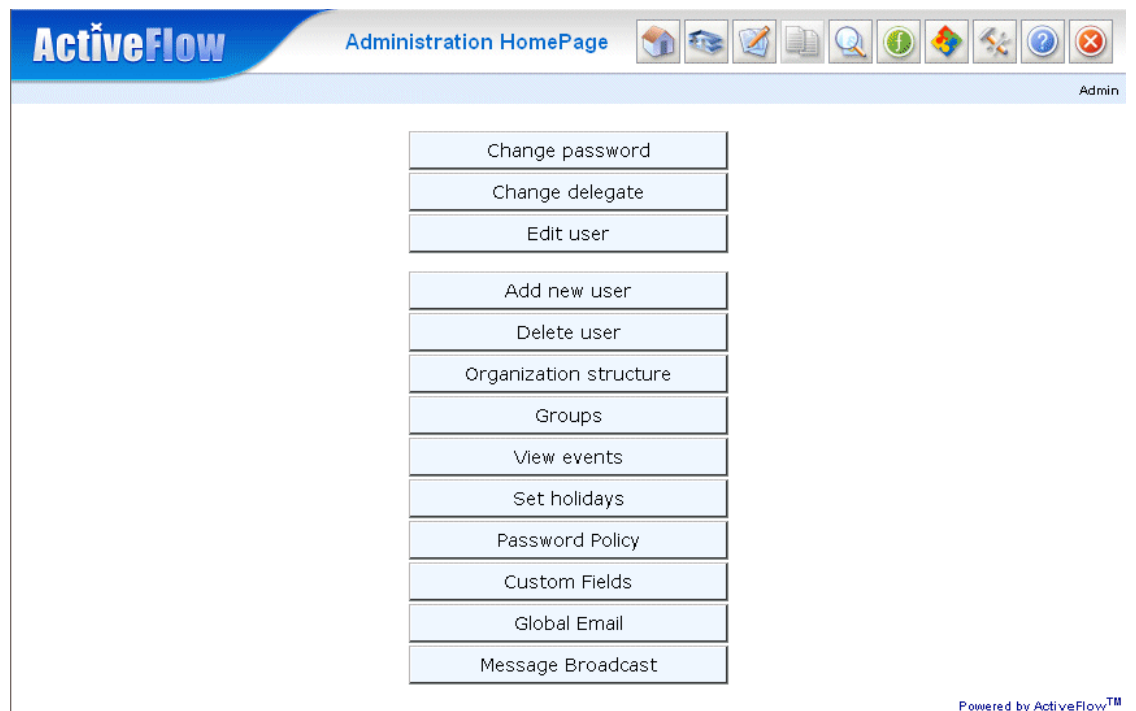 ActiveFlow
Administration HomePage
Admin
Change password
Change delegate
Edit user
Add new user
Delete user
Organization structure
Groups
View events
Set holidays
Password Policy
Custom Fields
Global Email
Message Broadcast
Powered by ActiveFlow™